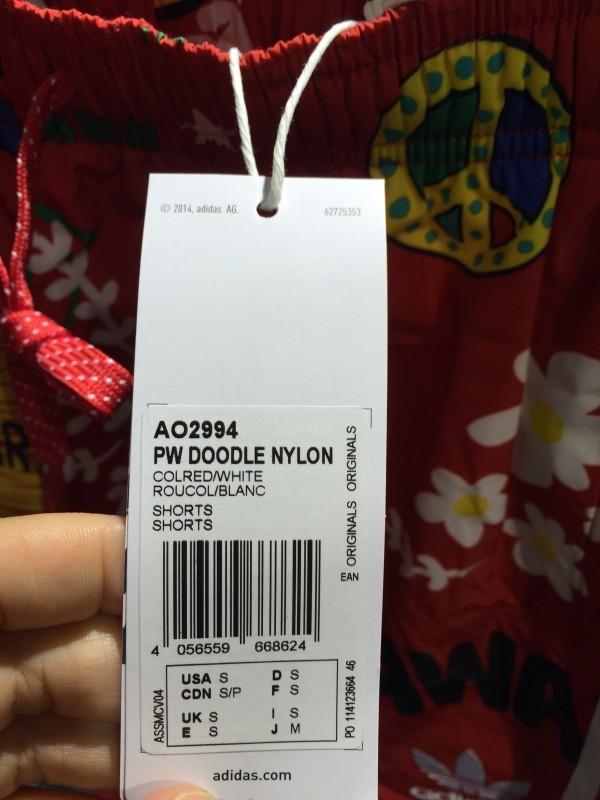 © 2014, adidas AG.
62725353
AO2994
PW DOODLE NYLON
COLRED/WHITE
ROUCOL/BLANC
SHORTS
SHORTS
ORIGINALS ORIGINALS
EAN
4 056559 668624
USA S D S
CDN S/P F S
UK S I S
E S J M
ASSMCV04
PO 114123664 46
adidas.com